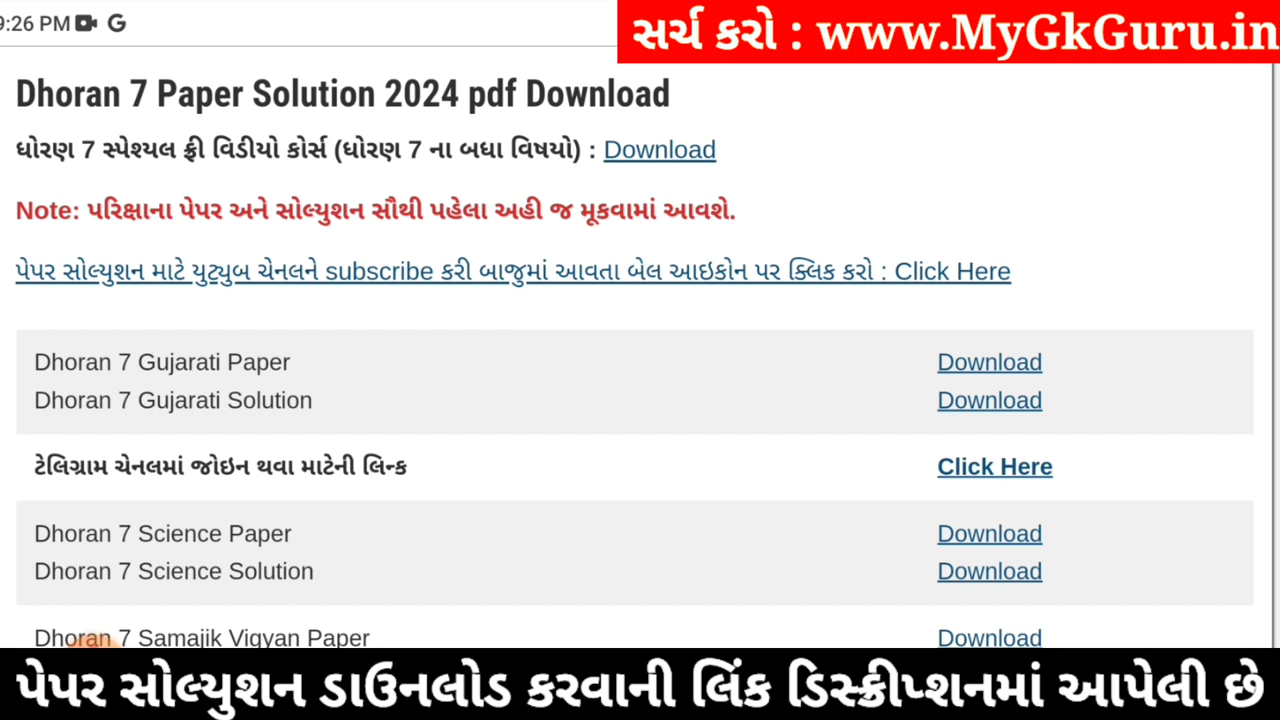 9:26 PM
સર્ચ કરો : www.MyGkGuru.in
Dhoran 7 Paper Solution 2024 pdf Download
ધોરણ 7 સ્પેશ્યલ ફ્રી વિડીયો કોર્સ (ધોરણ 7 ના બધા વિષયો) : Download
Note: પરિક્ષાના પેપર અને સોલ્યુશન સૌથી પહેલા અહી જ મૂકવામાં આવશે.
પેપર સોલ્યુશન માટે યુટ્યુબ ચેનલને subscribe કરી બાજુમાં આવતા બેલ આઇકોન પર ક્લિક કરો : Click Here
Dhoran 7 Gujarati Paper Download
Dhoran 7 Gujarati Solution Download
ટેલિગ્રામ ચેનલમાં જોઇન થવા માટેની લિન્ક Click Here
Dhoran 7 Science Paper Download
Dhoran 7 Science Solution Download
Dhoran 7 Samajik Vigyan Paper Download
પેપર સોલ્યુશન ડાઉનલોડ કરવાની લિંક ડિસ્ક્રીપ્શનમાં આપેલી છે